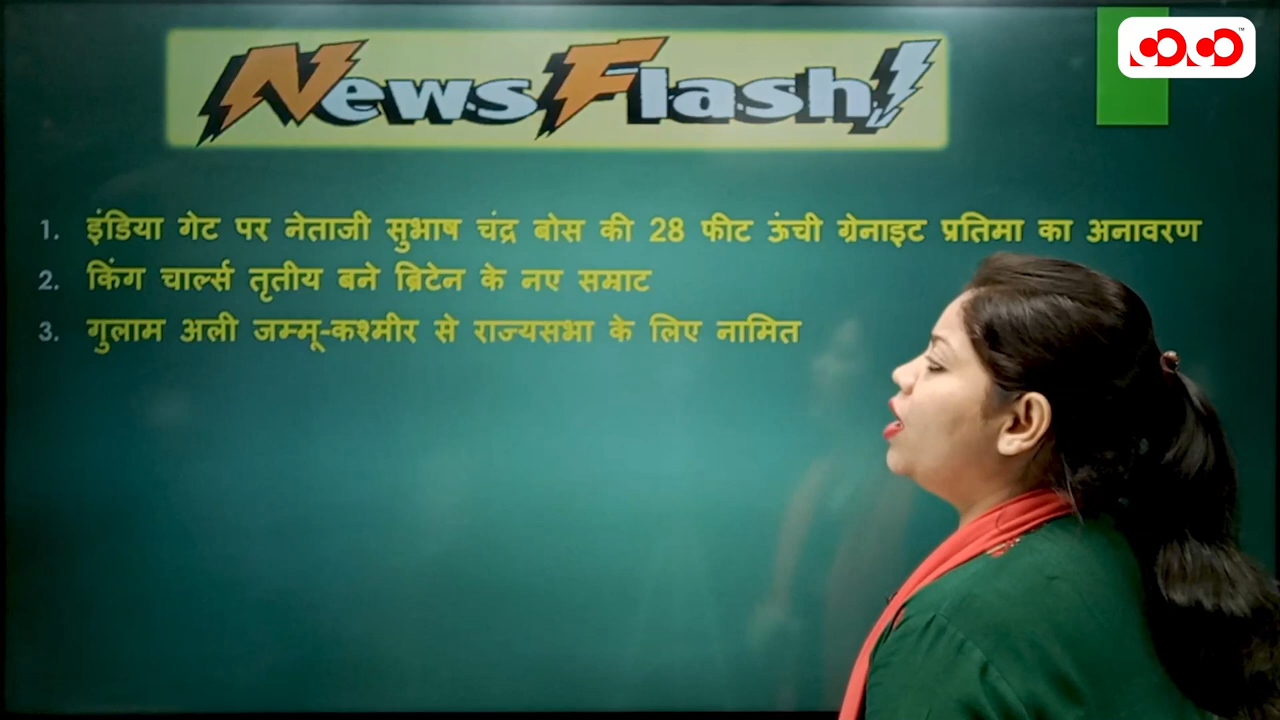 News Flash!
1. इंडिया गेट पर नेताजी सुभाष चंद्र बोस की 28 फीट ऊंची ग्रेनाइट प्रतिमा का अनावरण
2. किंग चार्ल्स तृतीय बने ब्रिटेन के नए सम्राट
3. गुलाम अली जम्मू-कश्मीर से राज्यसभा के लिए नामित